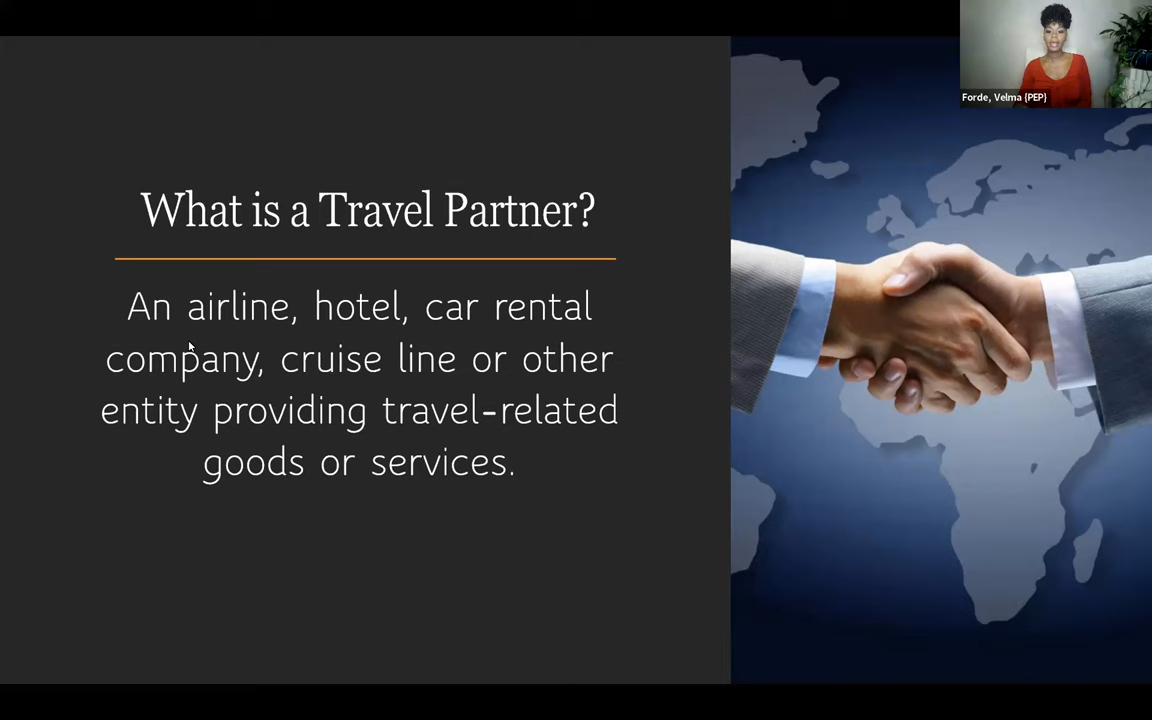 Forde, Velma {PEP}
What is a Travel Partner?
An airline, hotel, car rental
company, cruise line or other
entity providing travel-related
goods or services.